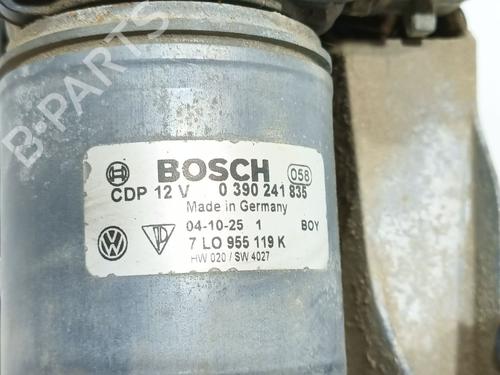 B-PARTS
BOSCH 058
CDP 12 V 0 390 241 835
Made in Germany
04-10-25 1 BOY
7 LO 955 119 K
HW 020 / SW 4027